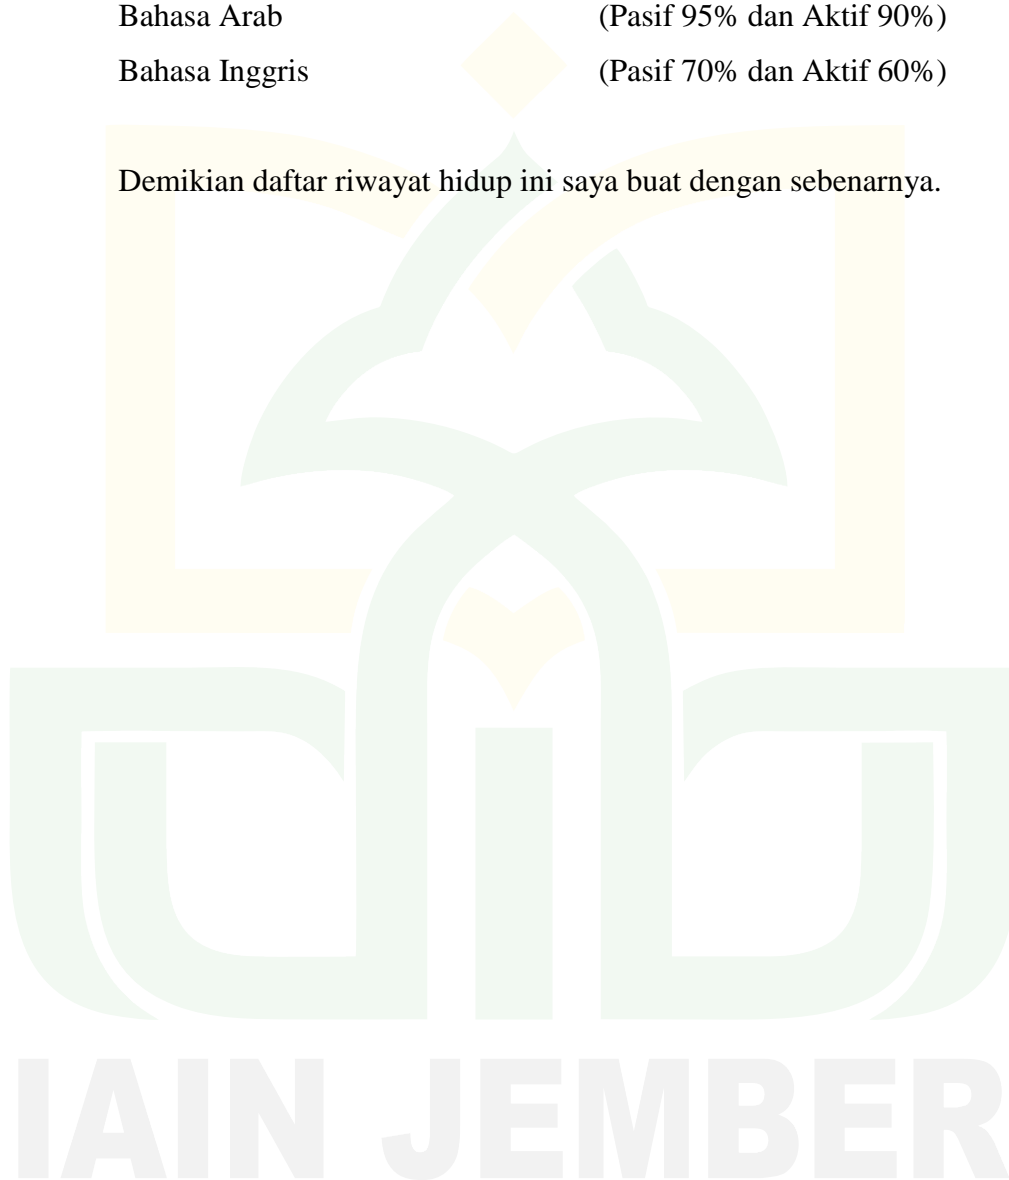 Bahasa Arab (Pasif 95% dan Aktif 90%)
Bahasa Inggris (Pasif 70% dan Aktif 60%)
Demikian daftar riwayat hidup ini saya buat dengan sebenarnya.
IAIN JEMBER